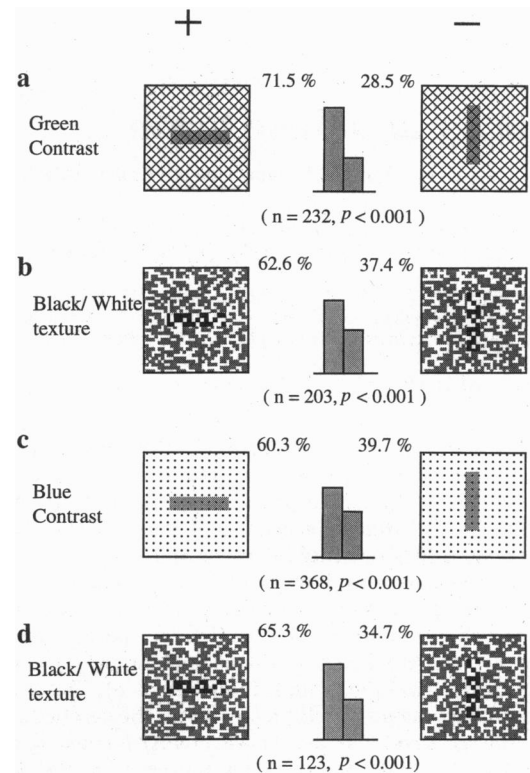 + −
a
71.5 % 28.5 %
Green
Contrast
( n = 232, p < 0.001 )
b
62.6 % 37.4 %
Black/ White
texture
( n = 203, p < 0.001 )
c
60.3 % 39.7 %
Blue
Contrast
(n = 368, p < 0.001)
d
65.3 % 34.7 %
Black/ White
texture
(n = 123, p < 0.001)